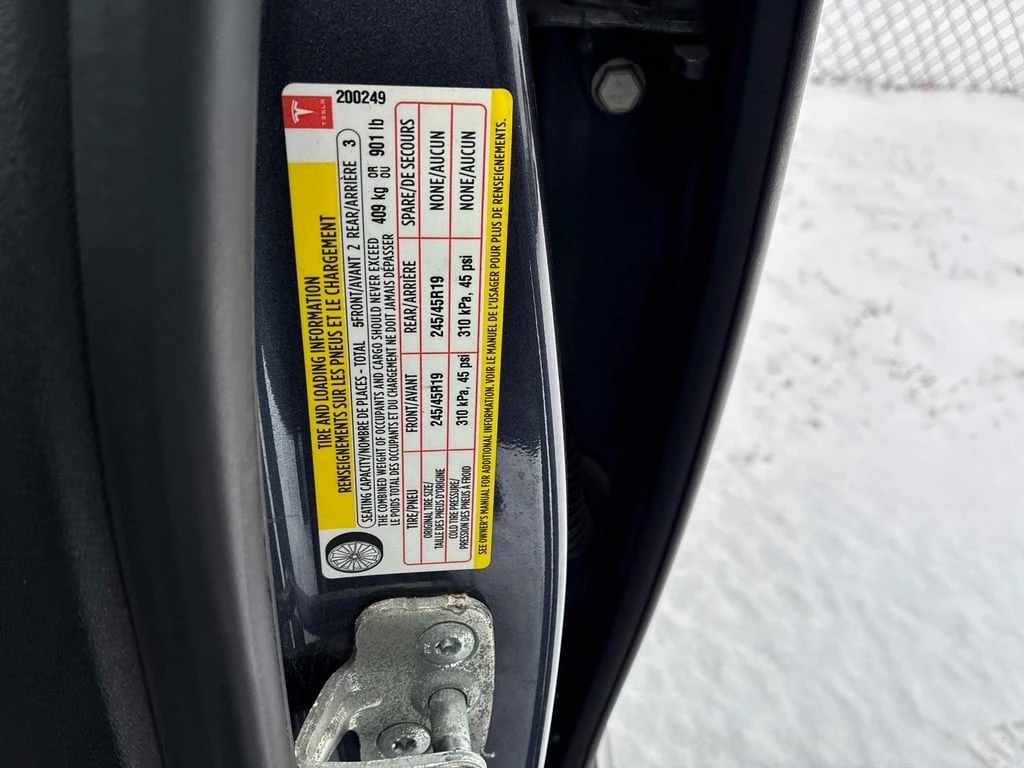 TESLA
200249
TIRE AND LOADING INFORMATION
RENSEIGNEMENTS SUR LES PNEUS ET LE CHARGEMENT
SEATING CAPACITY/NOMBRE DE PLACES - TOTAL 5 FRONT/AVANT 2 REAR/ARRIÈRE 3
THE COMBINED WEIGHT OF OCCUPANTS AND CARGO SHOULD NEVER EXCEED 409 kg OR 901 lb
LE POIDS TOTAL DES OCCUPANTS ET DU CHARGEMENT NE DOIT JAMAIS DÉPASSER OU
TIRE/PNEU FRONT/AVANT REAR/ARRIÈRE SPARE/DE SECOURS
ORIGINAL TIRE SIZE/
TAILLE DES PNEUS D'ORIGINE 245/45R19 245/45R19 NONE/AUCUN
COLD TIRE PRESSURE/
PRESSION DES PNEUS À FROID 310 kPa, 45 psi 310 kPa, 45 psi NONE/AUCUN
SEE OWNER'S MANUAL FOR ADDITIONAL INFORMATION. VOIR LE MANUEL DE L'USAGER POUR PLUS DE RENSEIGNEMENTS.